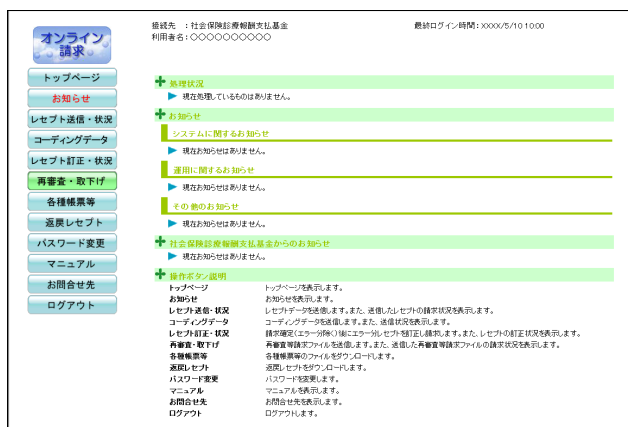 オンライン
請求
接続先　：社会保険診療報酬支払基金
最終ログイン時間：XXXX/5/10 10:00
利用者名：○○○○○○○○○○
トップページ
お知らせ
レセプト送信・状況
コーディングデータ
レセプト訂正・状況
再審査・取下げ
各種帳票等
返戻レセプト
パスワード変更
マニュアル
お問合せ先
ログアウト
処理状況
現在処理しているものはありません。
お知らせ
システムに関するお知らせ
現在お知らせはありません。
運用に関するお知らせ
現在お知らせはありません。
その他のお知らせ
現在お知らせはありません。
社会保険診療報酬支払基金からのお知らせ
現在お知らせはありません。
操作ボタン説明
トップページ　トップページを表示します。
お知らせ　お知らせを表示します。
レセプト送信・状況　レセプトデータを送信します。また、送信したレセプトの請求状況を表示します。
コーディングデータ　コーディングデータを送信します。また、送信状況を表示します。
レセプト訂正・状況　請求確定(エラー分除く)後にエラー分レセプトを訂正し請求します。また、レセプトの訂正状況を表示します。
再審査・取下げ　再審査等請求ファイルを送信します。また、送信した再審査等請求ファイルの請求状況を表示します。
各種帳票等　各種帳票等のファイルをダウンロードします。
返戻レセプト　返戻レセプトをダウンロードします。
パスワード変更　パスワードを変更します。
マニュアル　マニュアルを表示します。
お問合せ先　お問合せ先を表示します。
ログアウト　ログアウトします。